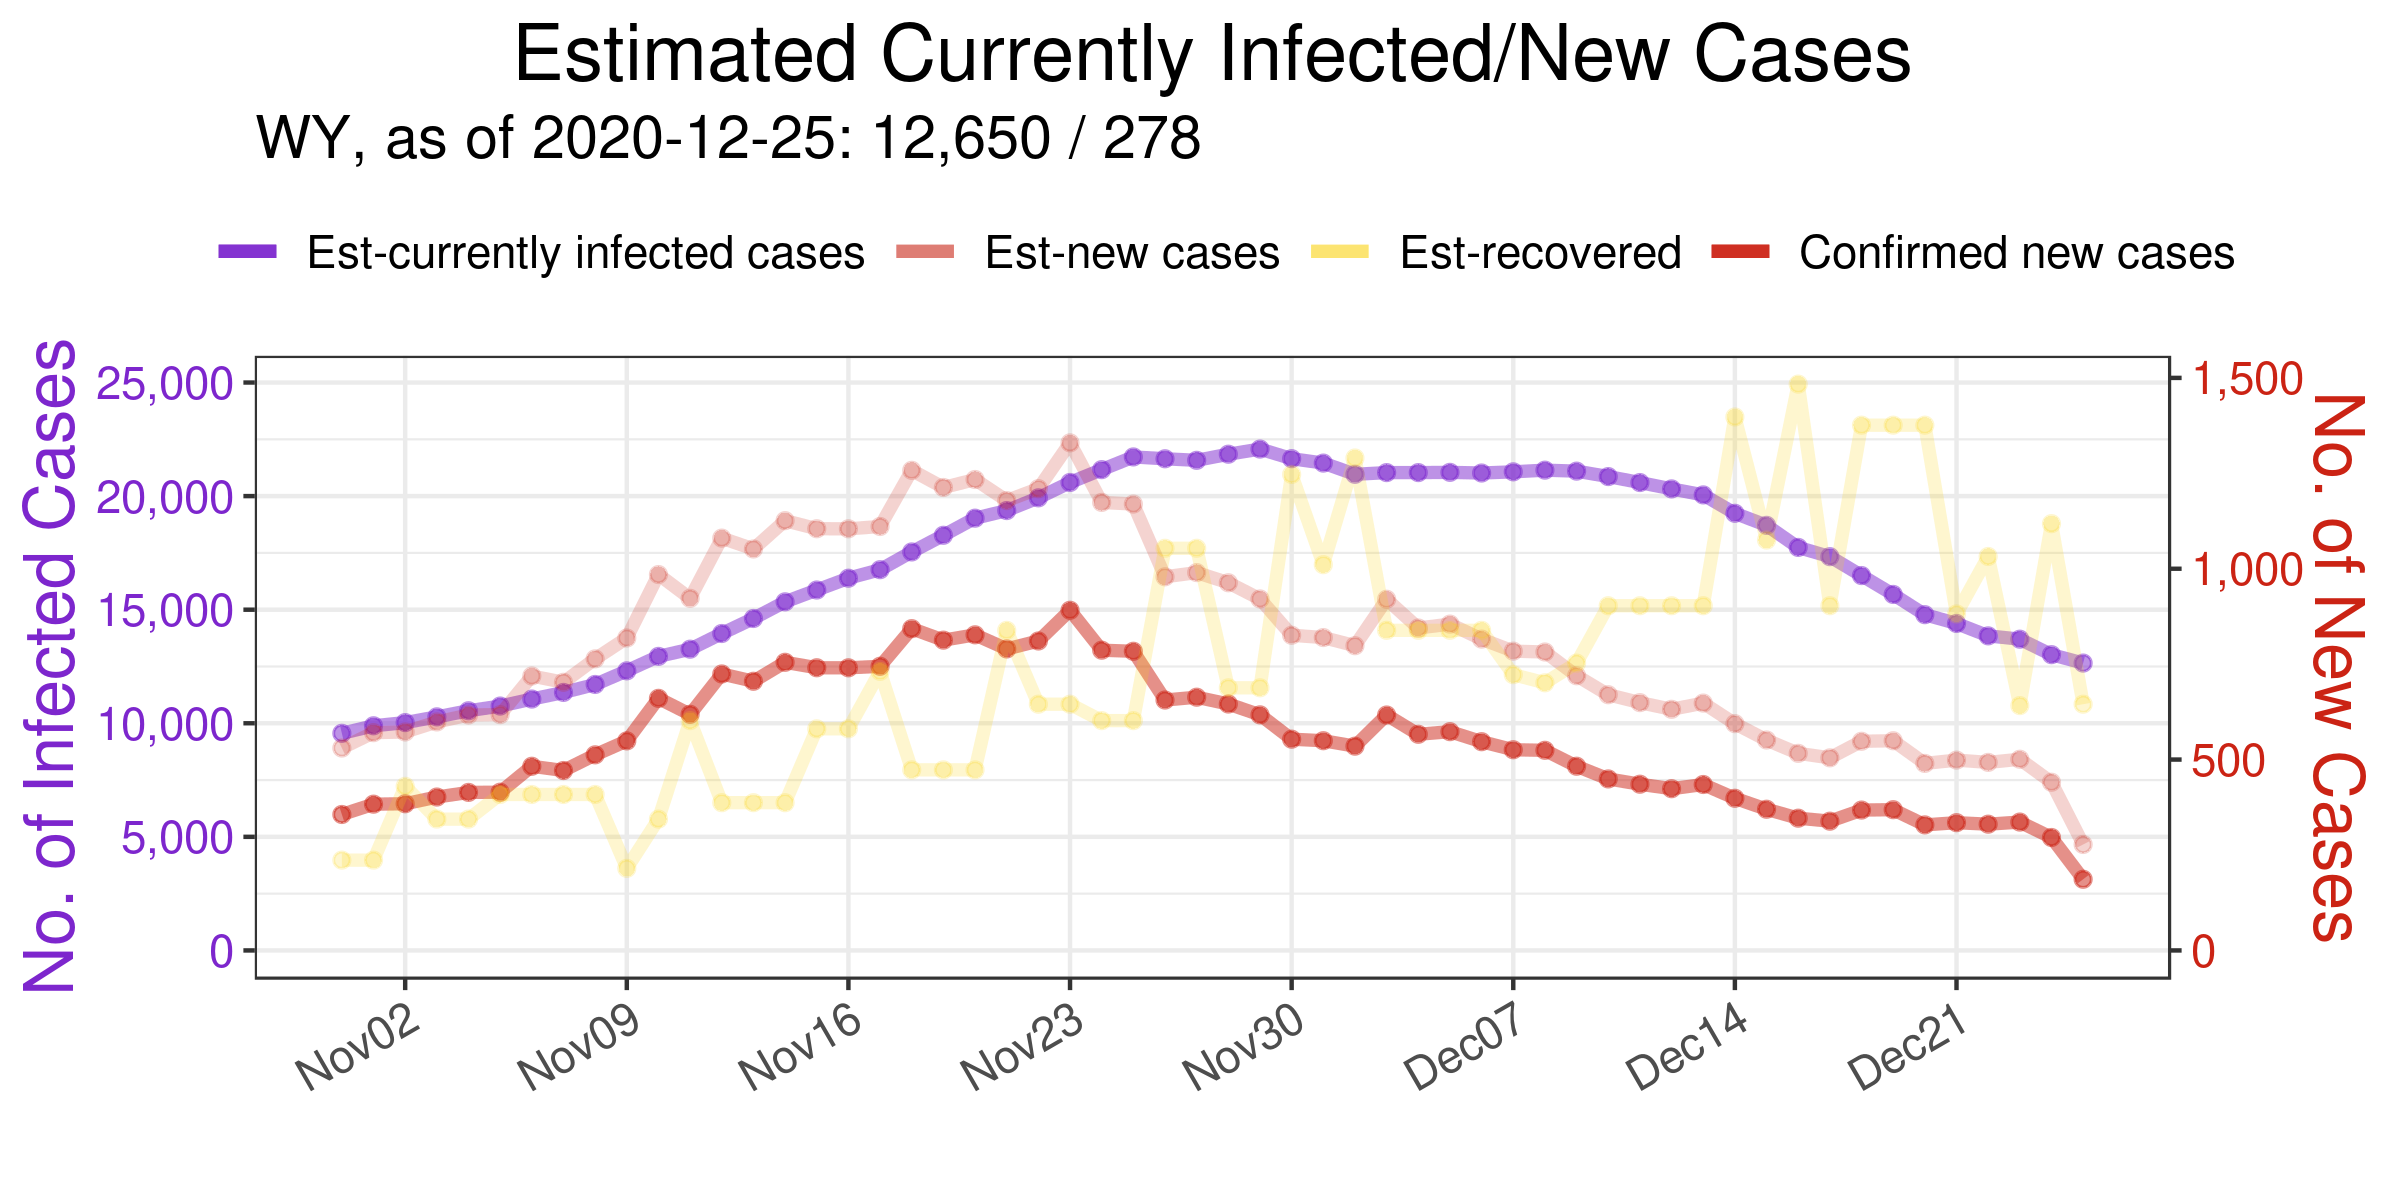 Estimated Currently Infected/New Cases
WY, as of 2020-12-25: 12,650 / 278
Est-currently infected cases
Est-new cases
Est-recovered
Confirmed new cases
No. of Infected Cases
25,000
20,000
15,000
10,000
5,000
0
1,500
1,000
500
0
No. of New Cases
Nov02
Nov09
Nov16
Nov23
Nov30
Dec07
Dec14
Dec21